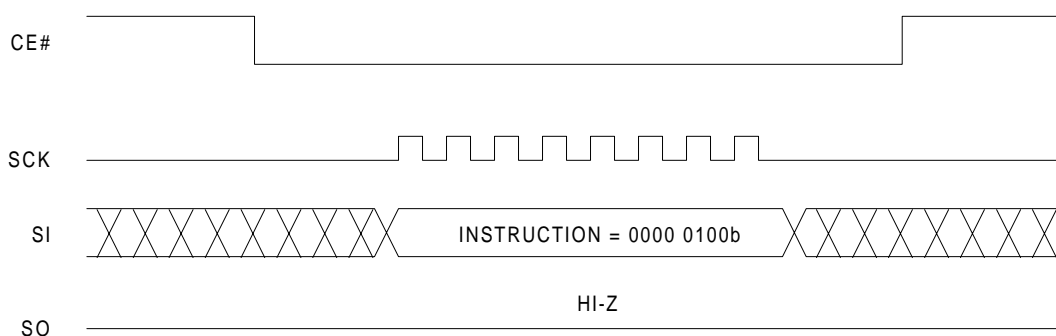 CE#
SCK
SI
INSTRUCTION = 0000 0100b
HI-Z
SO